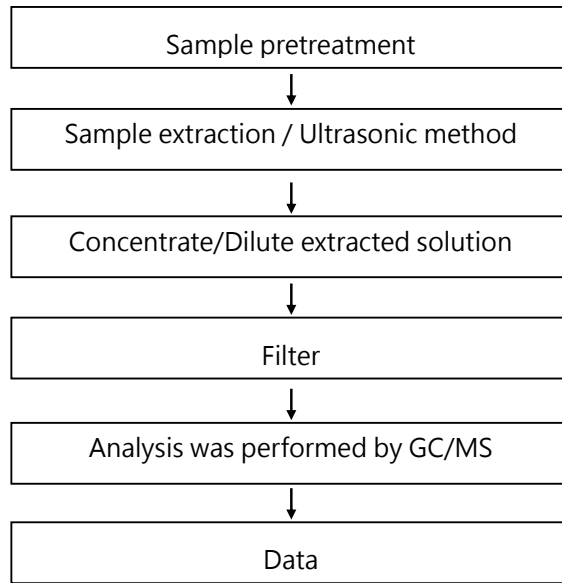 Sample pretreatment
Sample extraction / Ultrasonic method
Concentrate/Dilute extracted solution
Filter
Analysis was performed by GC/MS
Data